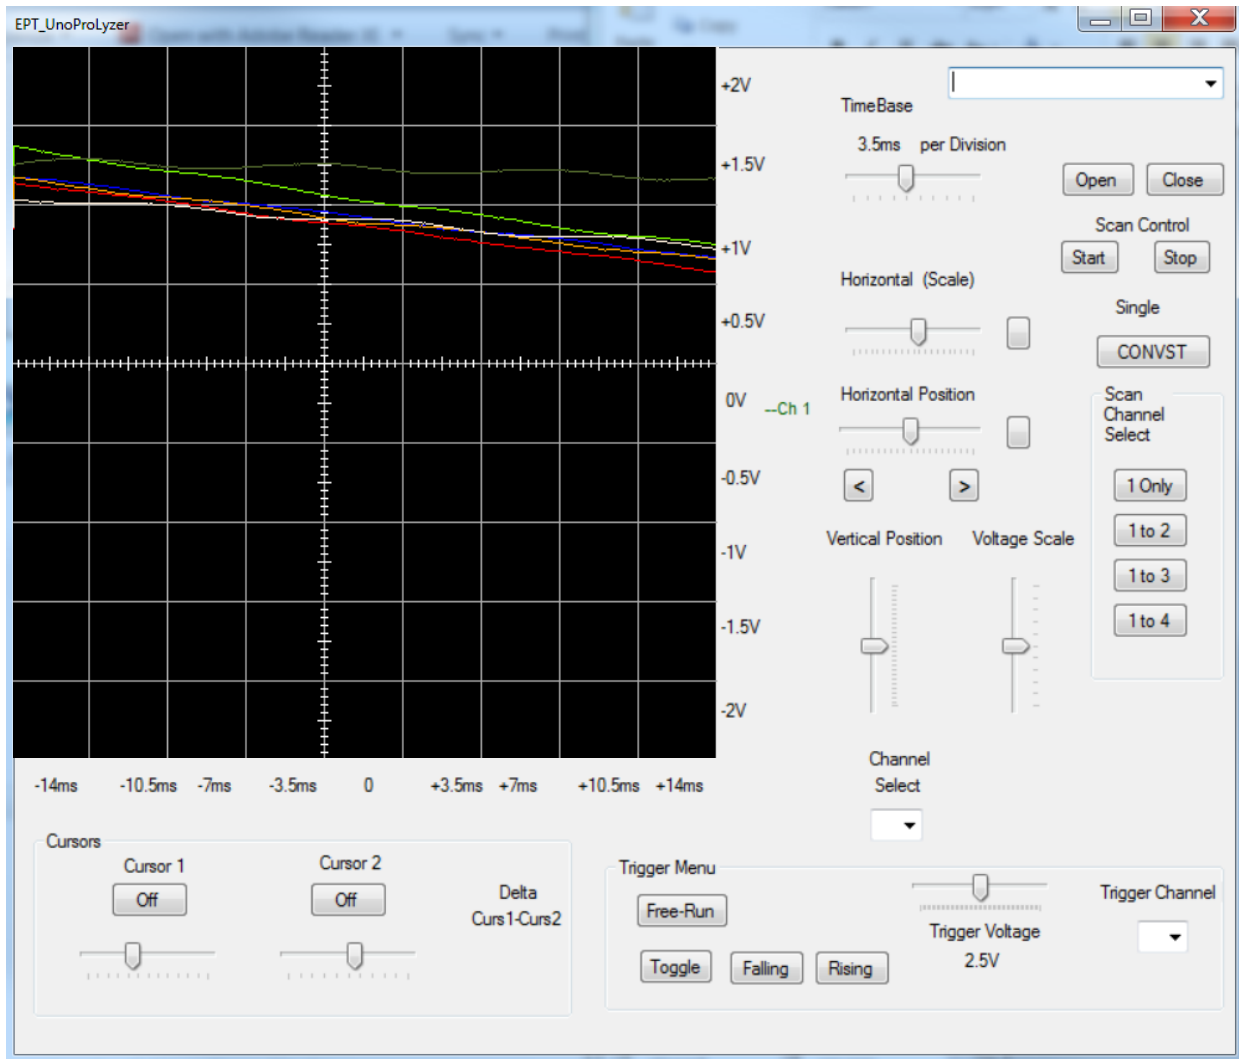 EPT_UnoProLyzer
Copy
+2V
+1.5V
+1V
+0.5V
0V
--Ch 1
-0.5V
-1V
-1.5V
-2V
-14ms -10.5ms -7ms -3.5ms 0 +3.5ms +7ms +10.5ms +14ms
TimeBase
3.5ms per Division
Open Close
Scan Control
Start Stop
Horizontal (Scale)
Single
CONVST
Horizontal Position
< >
Scan
Channel
Select
1 Only
1 to 2
1 to 3
1 to 4
Vertical Position Voltage Scale
Channel
Select
Cursors
Cursor 1 Cursor 2
Off Off
Delta
Curs1-Curs2
Trigger Menu
Free-Run
Toggle Falling Rising
Trigger Voltage
2.5V
Trigger Channel